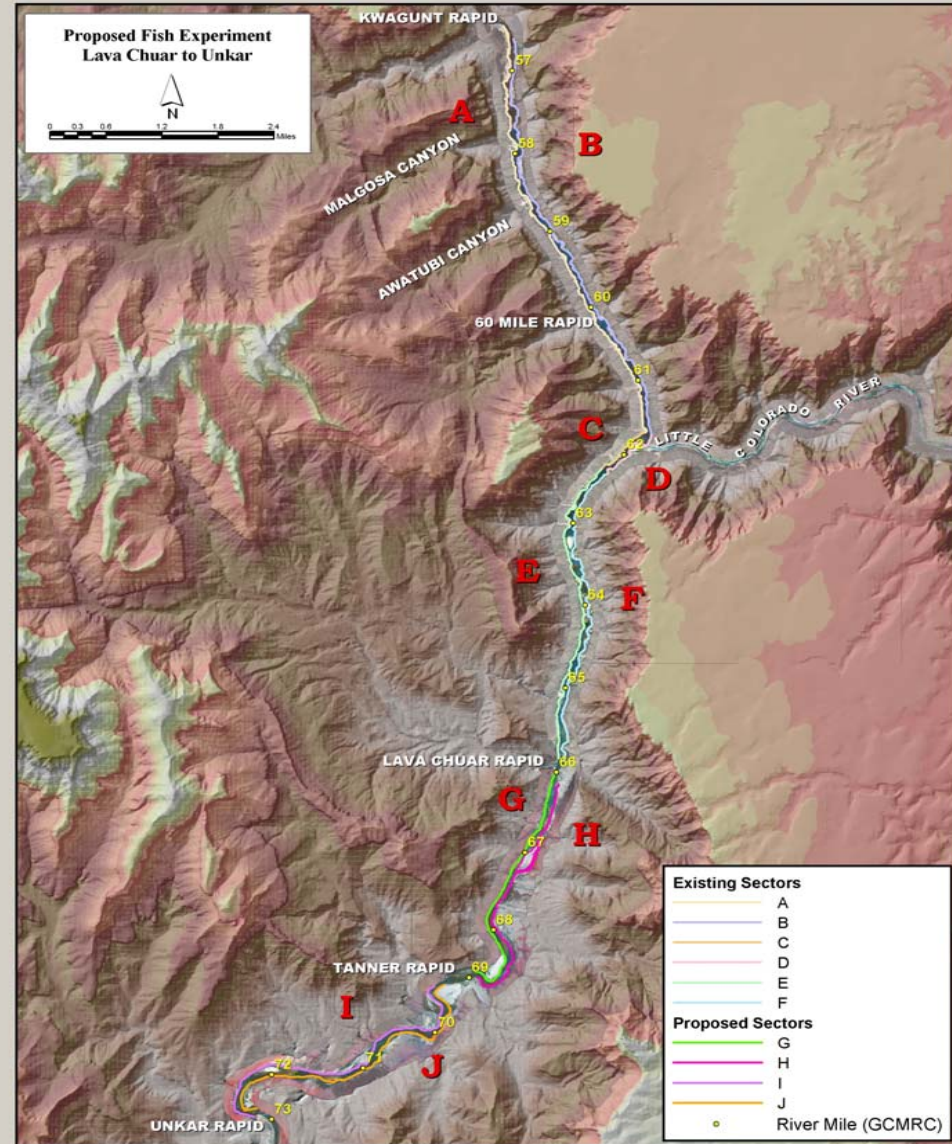 KWAGUNT RAPID
Proposed Fish Experiment
Lava Chuar to Unkar
N
0 0.3 0.6 1.2 1.8 2.4
Miles
57
A
B
58
MALGOSA CANYON
59
AWATUBI CANYON
60
60 MILE RAPID
61
C
62
LITTLE COLORADO RIVER
D
63
E
64
F
65
LAVA CHUAR RAPID
66
G
H
67
68
TANNER RAPID
69
I
70
J
71
72
73
UNKAR RAPID
Existing Sectors
A
B
C
D
E
F
Proposed Sectors
G
H
I
J
River Mile (GCMRC)